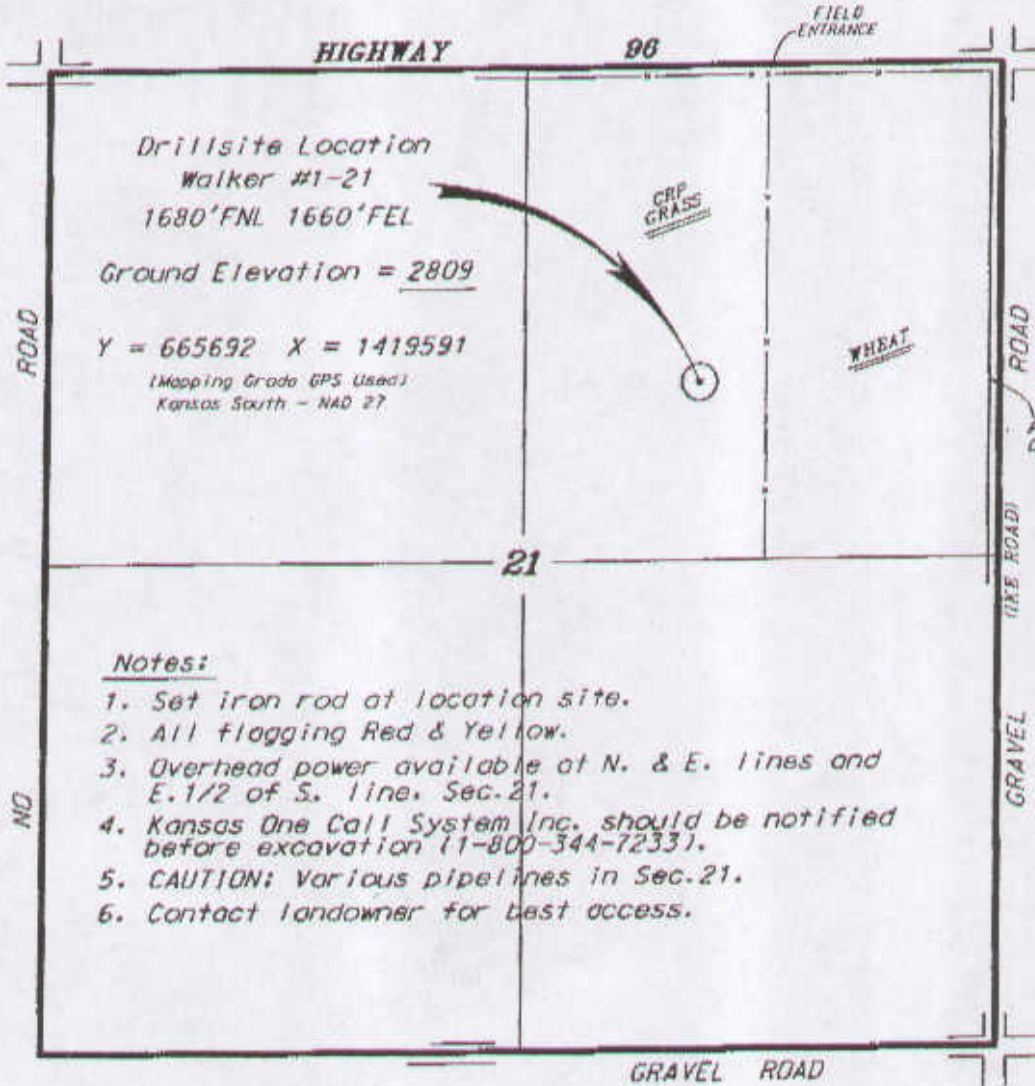 FIELD
ENTRANCE
HIGHWAY 96
Drillsite Location
Walker #1-21
1680'FNL 1660'FEL
Ground Elevation = 2809
Y = 665692 X = 1419591
(Mapping Grade GPS Used)
Kansas South - NAD 27
CRP
GRASS
WHEAT
NO ROAD
GRAVEL ROAD
(IKE ROAD)
21
Notes:
1. Set iron rod at location site.
2. All flagging Red & Yellow.
3. Overhead power available at N. & E. lines and
E.1/2 of S. line. Sec.21.
4. Kansas One Call System Inc. should be notified
before excavation (1-800-344-7233).
5. CAUTION: Various pipelines in Sec.21.
6. Contact landowner for best access.
GRAVEL ROAD